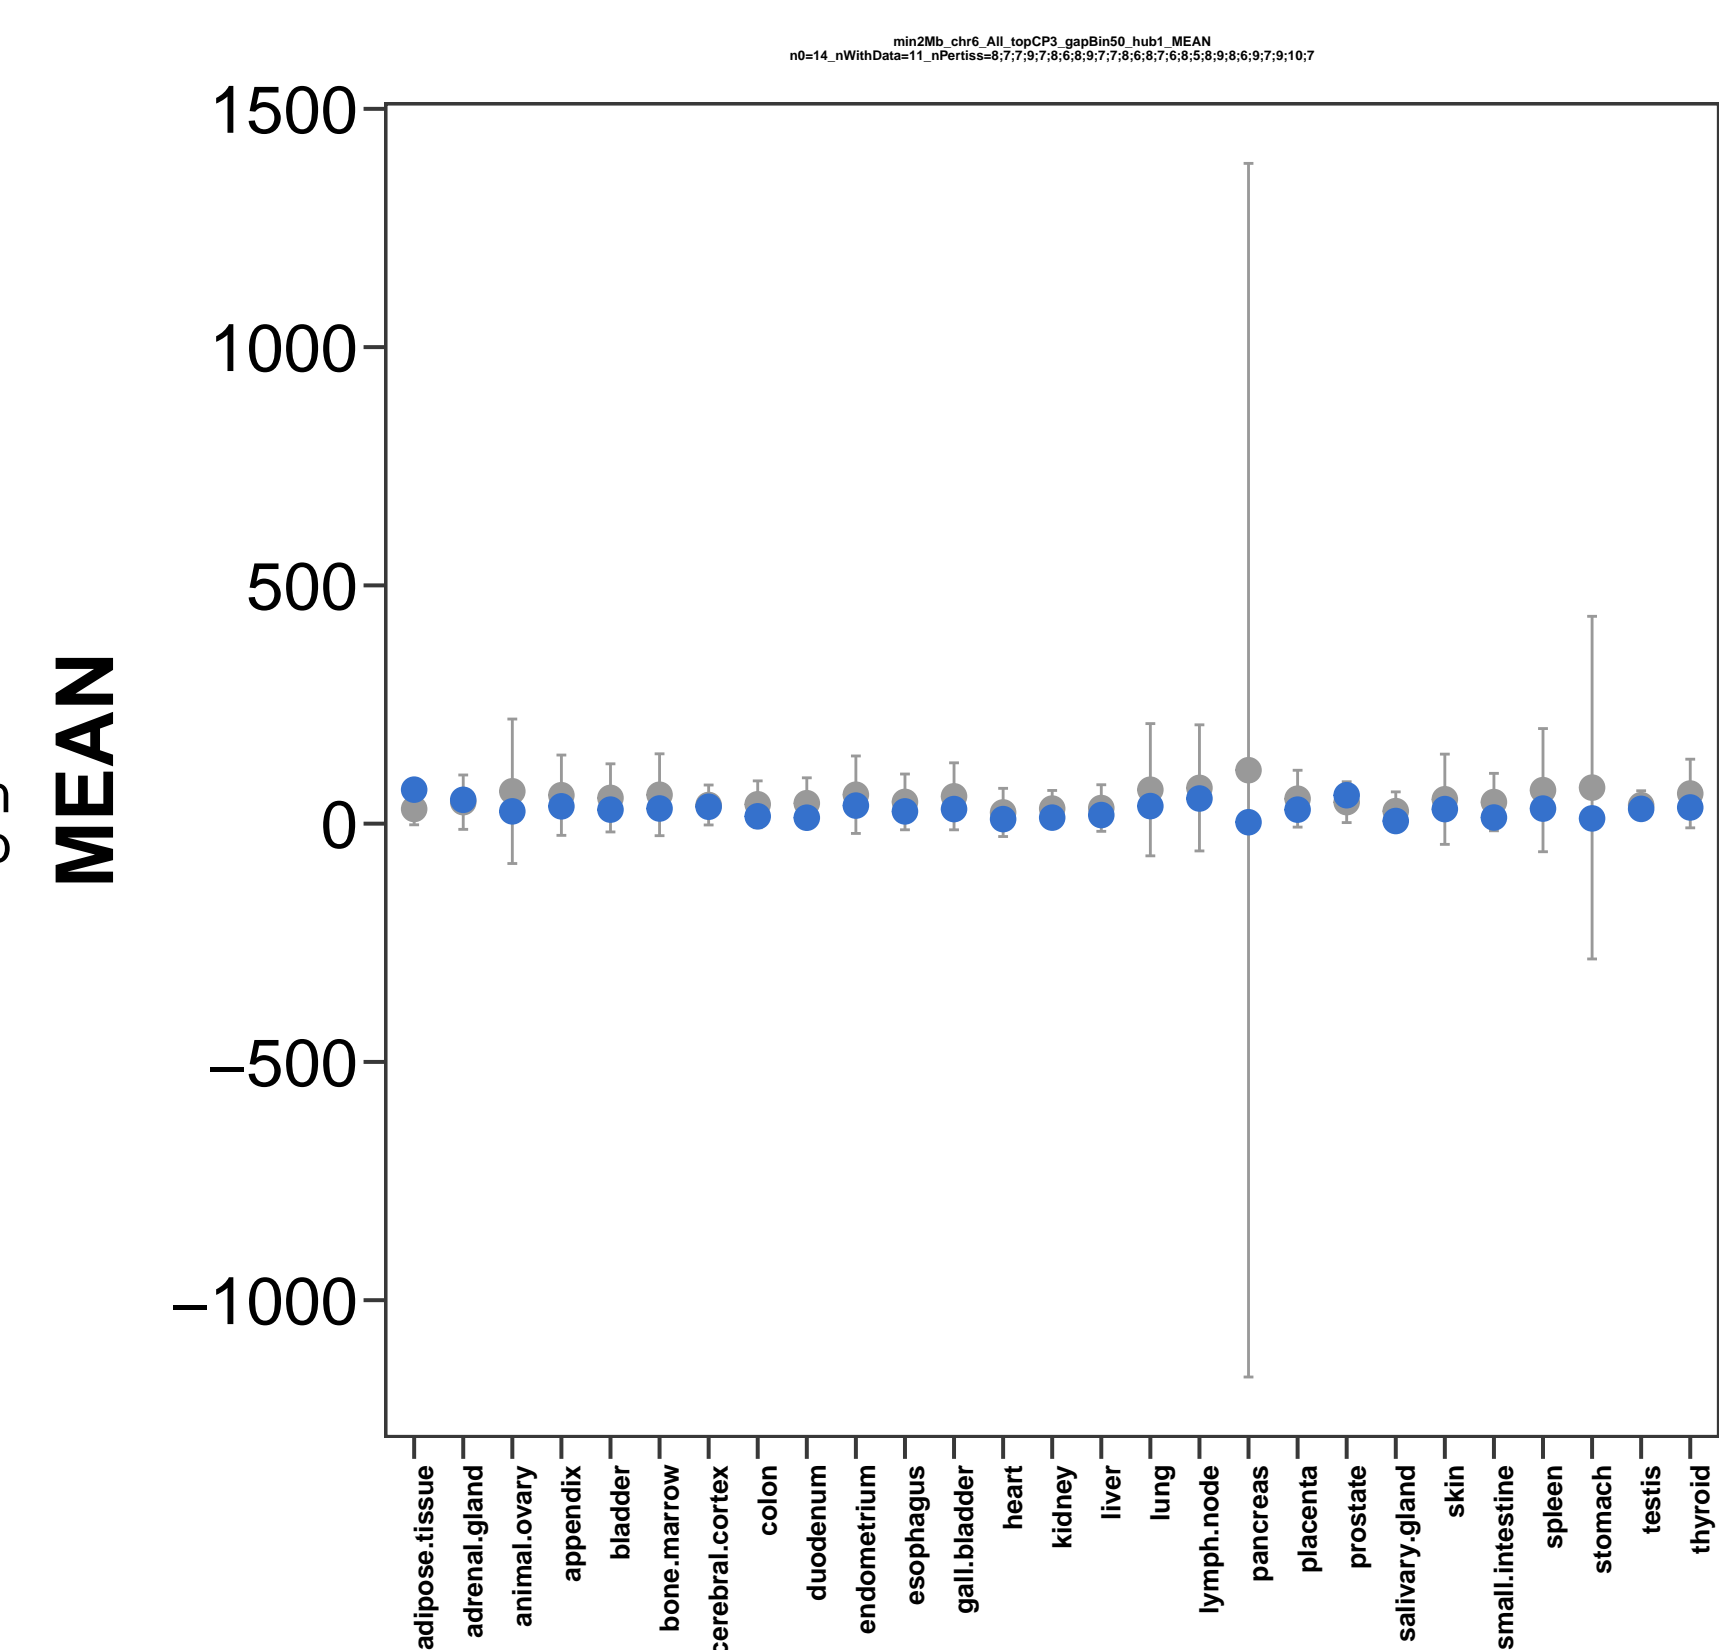 min2Mb_chr6_All_topCP3_gapBin50_hub1_MEAN
n0=14_nWithData=11_nPertiss=8;7;7;9;7;8;6;8;9;7;7;8;6;8;7;6;8;5;8;9;8;6;9;7;9;10;7
MEAN
1500
1000
500
0
−500
−1000
adipose.tissue
adrenal.gland
animal.ovary
appendix
bladder
bone.marrow
cerebral.cortex
colon
duodenum
endometrium
esophagus
gall.bladder
heart
kidney
liver
lung
lymph.node
pancreas
placenta
prostate
salivary.gland
skin
small.intestine
spleen
stomach
testis
thyroid